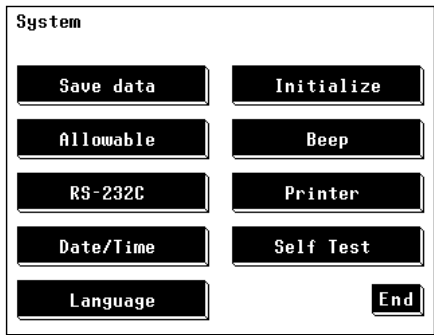 System
Save data
Initialize
Allowable
Beep
RS-232C
Printer
Date/Time
Self Test
Language
End